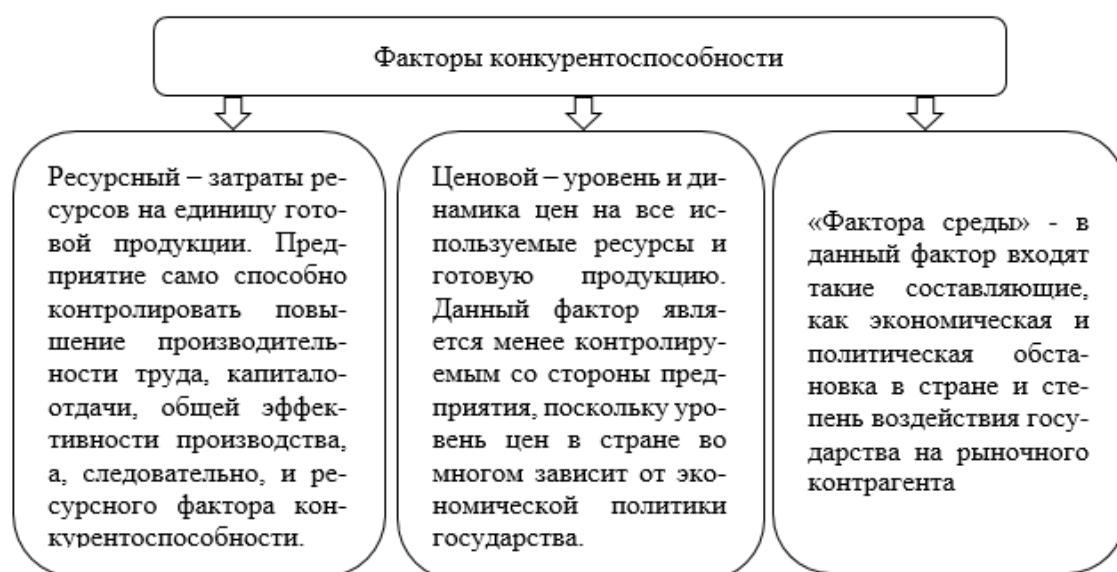 Факторы конкурентоспособности
Ресурсный – затраты ре-
сурсов на единицу гото-
вой продукции. Пред-
приятие само способно
контролировать повы-
шение производитель-
ности труда, капитало-
отдачи, общей эффек-
тивности производства,
а, следовательно, и ре-
сурсного фактора кон-
курентоспособности.
Ценовой – уровень и ди-
намика цен на все ис-
пользуемые ресурсы и
готовую продукцию.
Данный фактор явля-
ется менее контролиру-
емым со стороны пред-
приятия, поскольку уро-
вень цен в стране во
многом зависит от эко-
номической политики
государства.
«Фактора среды» - в
данный фактор входят
такие составляющие,
как экономическая и
политическая обста-
новка в стране и сте-
пень воздействия госу-
дарства на рыночного
контрагента